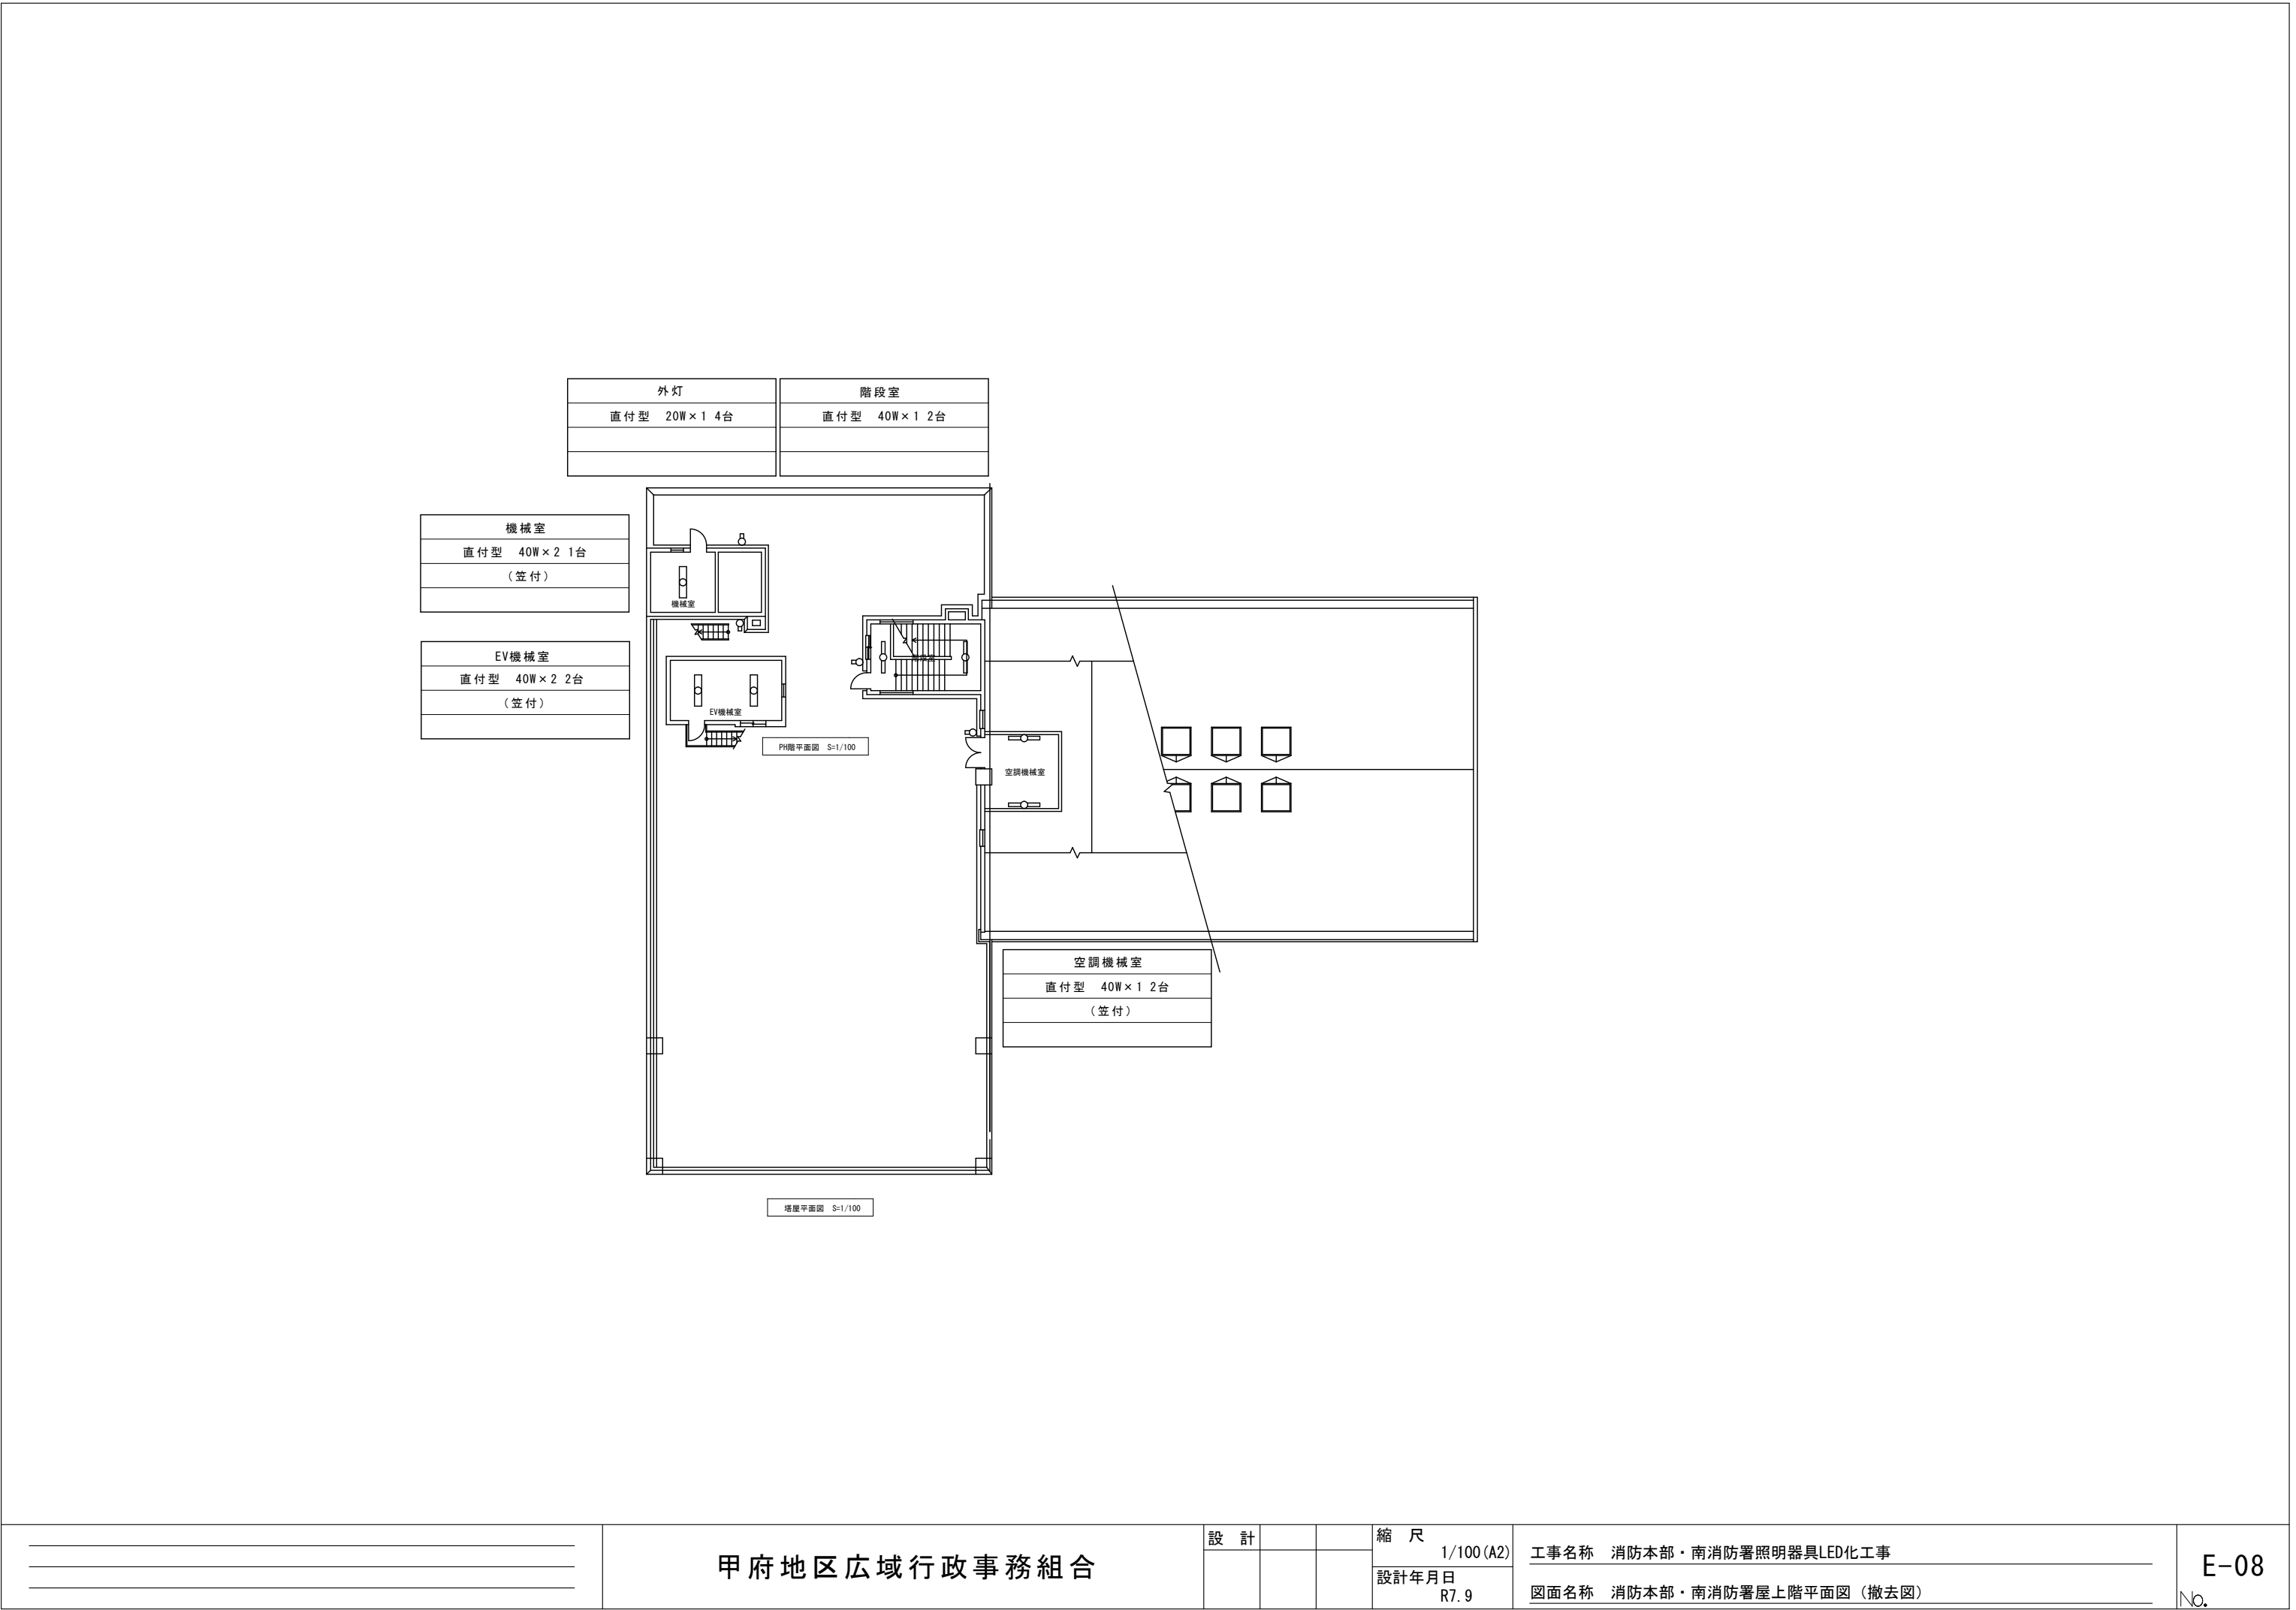 外灯
直付型　20W×1 4台
階段室
直付型　40W×1 2台
機械室
直付型　40W×2 1台
（笠付）
EV機械室
直付型　40W×2 2台
（笠付）
機械室
階段室
EV機械室
PH階平面図　S=1/100
空調機械室
空調機械室
直付型　40W×1 2台
（笠付）
塔屋平面図　S=1/100
甲府地区広域行政事務組合
設　計
縮　尺
1/100(A2)
設計年月日
R7.9
工事名称　消防本部・南消防署照明器具LED化工事
図面名称　消防本部・南消防署屋上階平面図（撤去図）
E-08
No.